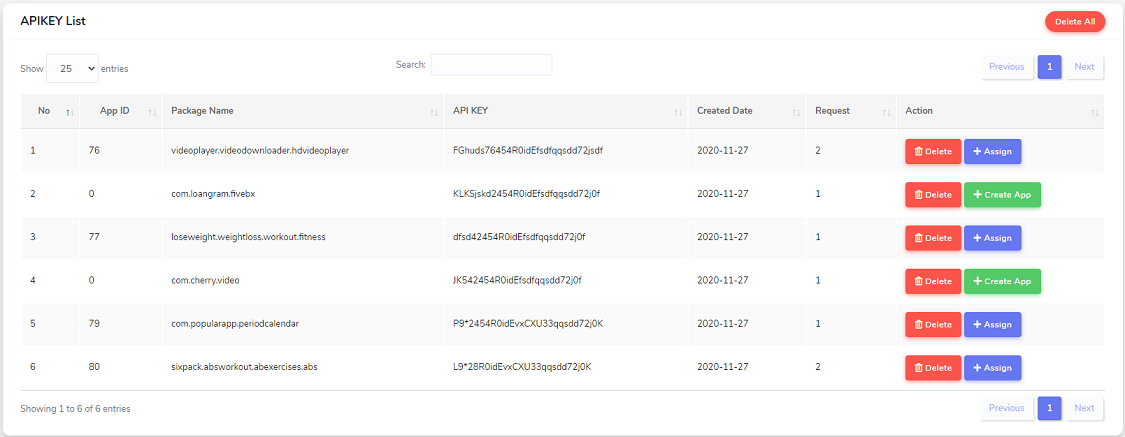 APIKEY List Delete All
Show 25 entries Search: Previous 1 Next
No App ID Package Name API KEY Created Date Request Action
1 76 videoplayer.videodownloader.hdvideoplayer FGhuds76454R0idEfsdfqqsdd72jsdf 2020-11-27 2 Delete Assign
2 0 com.loangram.fivebx KLKSjskd2454R0idEfsdfqqsdd72j0f 2020-11-27 1 Delete Create App
3 77 loseweight.weightloss.workout.fitness dfsd42454R0idEfsdfqqsdd72j0f 2020-11-27 1 Delete Assign
4 0 com.cherry.video JK542454R0idEfsdfqqsdd72j0f 2020-11-27 1 Delete Create App
5 79 com.popularapp.periodcalendar P9*2454R0idEvxCXU33qqsdd72j0K 2020-11-27 1 Delete Assign
6 80 sixpack.absworkout.abexercises.abs L9*28R0idEvxCXU33qqsdd72j0K 2020-11-27 2 Delete Assign
Showing 1 to 6 of 6 entries Previous 1 Next